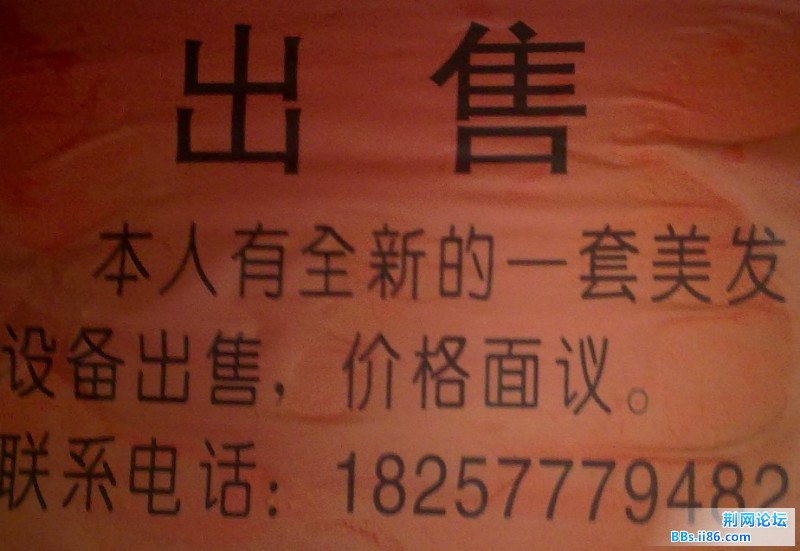 出售
本人有全新的一套美发
设备出售，价格面议。
联系电话：18257779482
荆网论坛
BBs.ii86.com